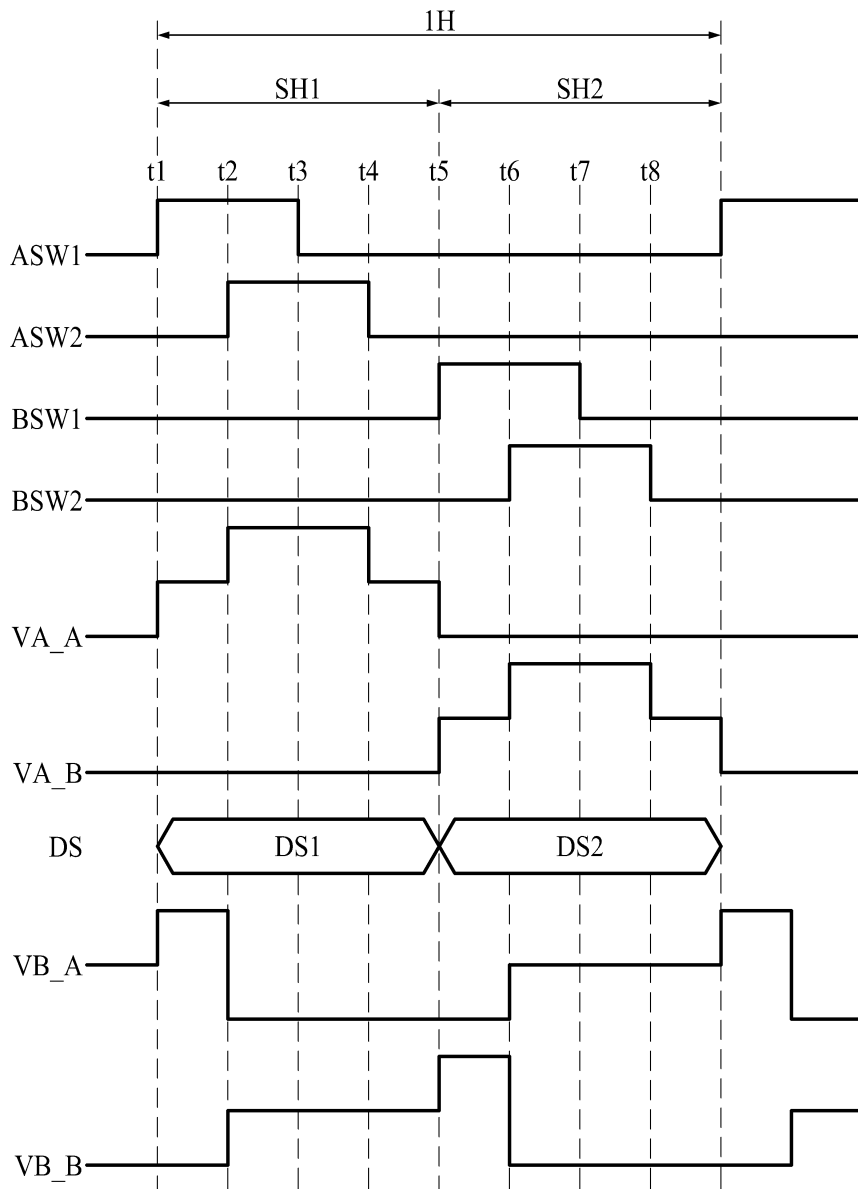 1H
SH1 SH2
t1 t2 t3 t4 t5 t6 t7 t8
ASW1
ASW2
BSW1
BSW2
VA_A
VA_B
DS DS1 DS2
VB_A
VB_B